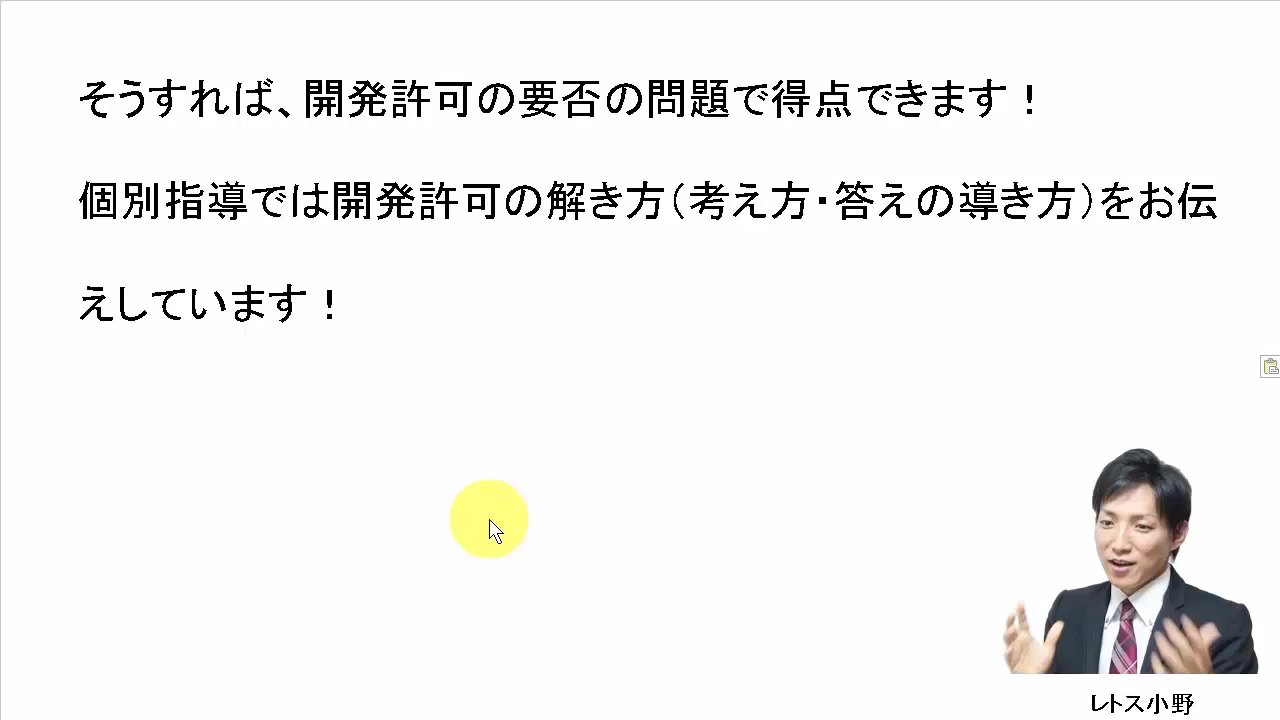 そうすれば、開発許可の要否の問題で得点できます！
個別指導では開発許可の解き方（考え方・答えの導き方）をお伝
えしています！
レトス小野